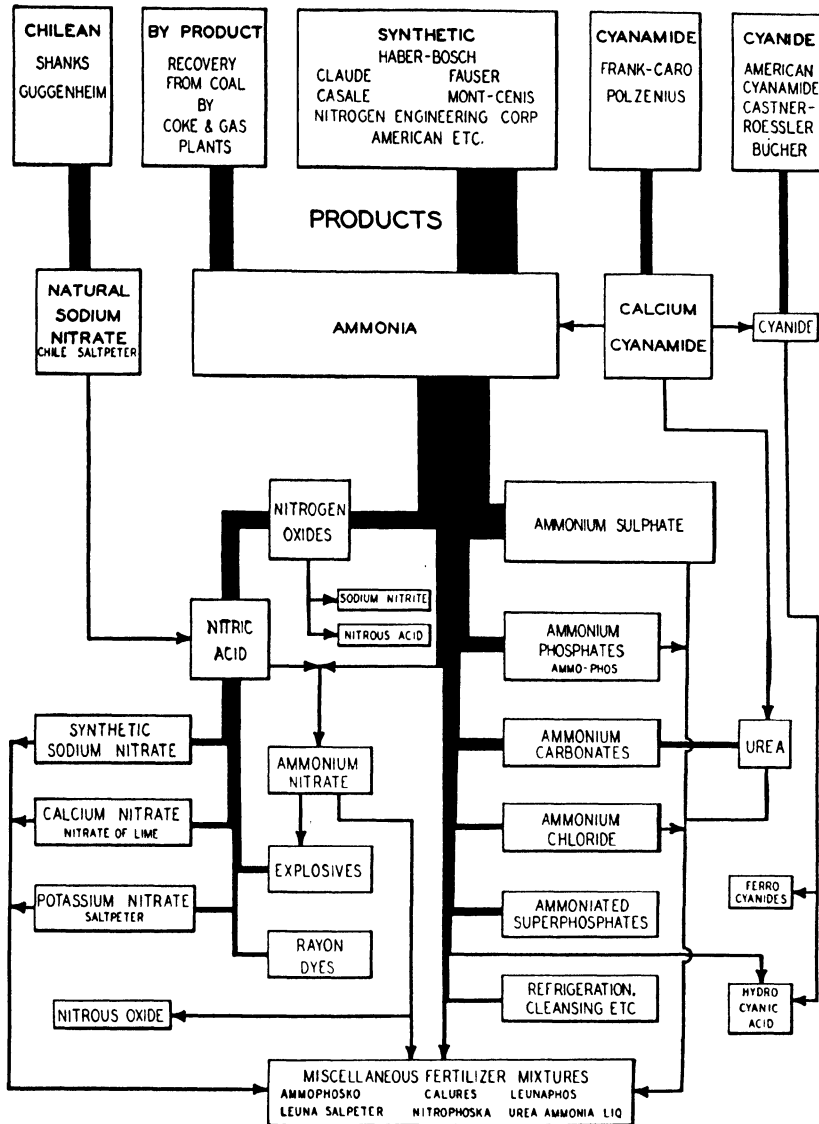 CHILEAN
SHANKS
GUGGENHEIM
BY PRODUCT
RECOVERY
FROM COAL
BY
COKE & GAS
PLANTS
SYNTHETIC
HABER-BOSCH
CLAUDE FAUSER
CASALE MONT-CENIS
NITROGEN ENGINEERING CORP
AMERICAN ETC.
CYANAMIDE
FRANK-CARO
POLZENIUS
CYANIDE
AMERICAN
CYANAMIDE
CASTNER-
ROESSLER
BUCHER
PRODUCTS
NATURAL
SODIUM
NITRATE
CHILE SALTPETER
AMMONIA
CALCIUM
CYANAMIDE
CYANIDE
NITROGEN
OXIDES
AMMONIUM SULPHATE
SODIUM NITRITE
NITROUS ACID
NITRIC
ACID
AMMONIUM
PHOSPHATES
AMMO-PHOS
SYNTHETIC
SODIUM NITRATE
AMMONIUM
NITRATE
AMMONIUM
CARBONATES
UREA
CALCIUM NITRATE
NITRATE OF LIME
AMMONIUM
CHLORIDE
EXPLOSIVES
POTASSIUM NITRATE
SALTPETER
AMMONIATED
SUPERPHOSPHATES
FERRO
CYANIDES
RAYON
DYES
REFRIGERATION,
CLEANSING ETC
HYDRO
CYANIC
ACID
NITROUS OXIDE
MISCELLANEOUS FERTILIZER MIXTURES
AMMOPHOSKO CALURES LEUNAPHOS
LEUNA SALPETER NITROPHOSKA UREA AMMONIA LIQ